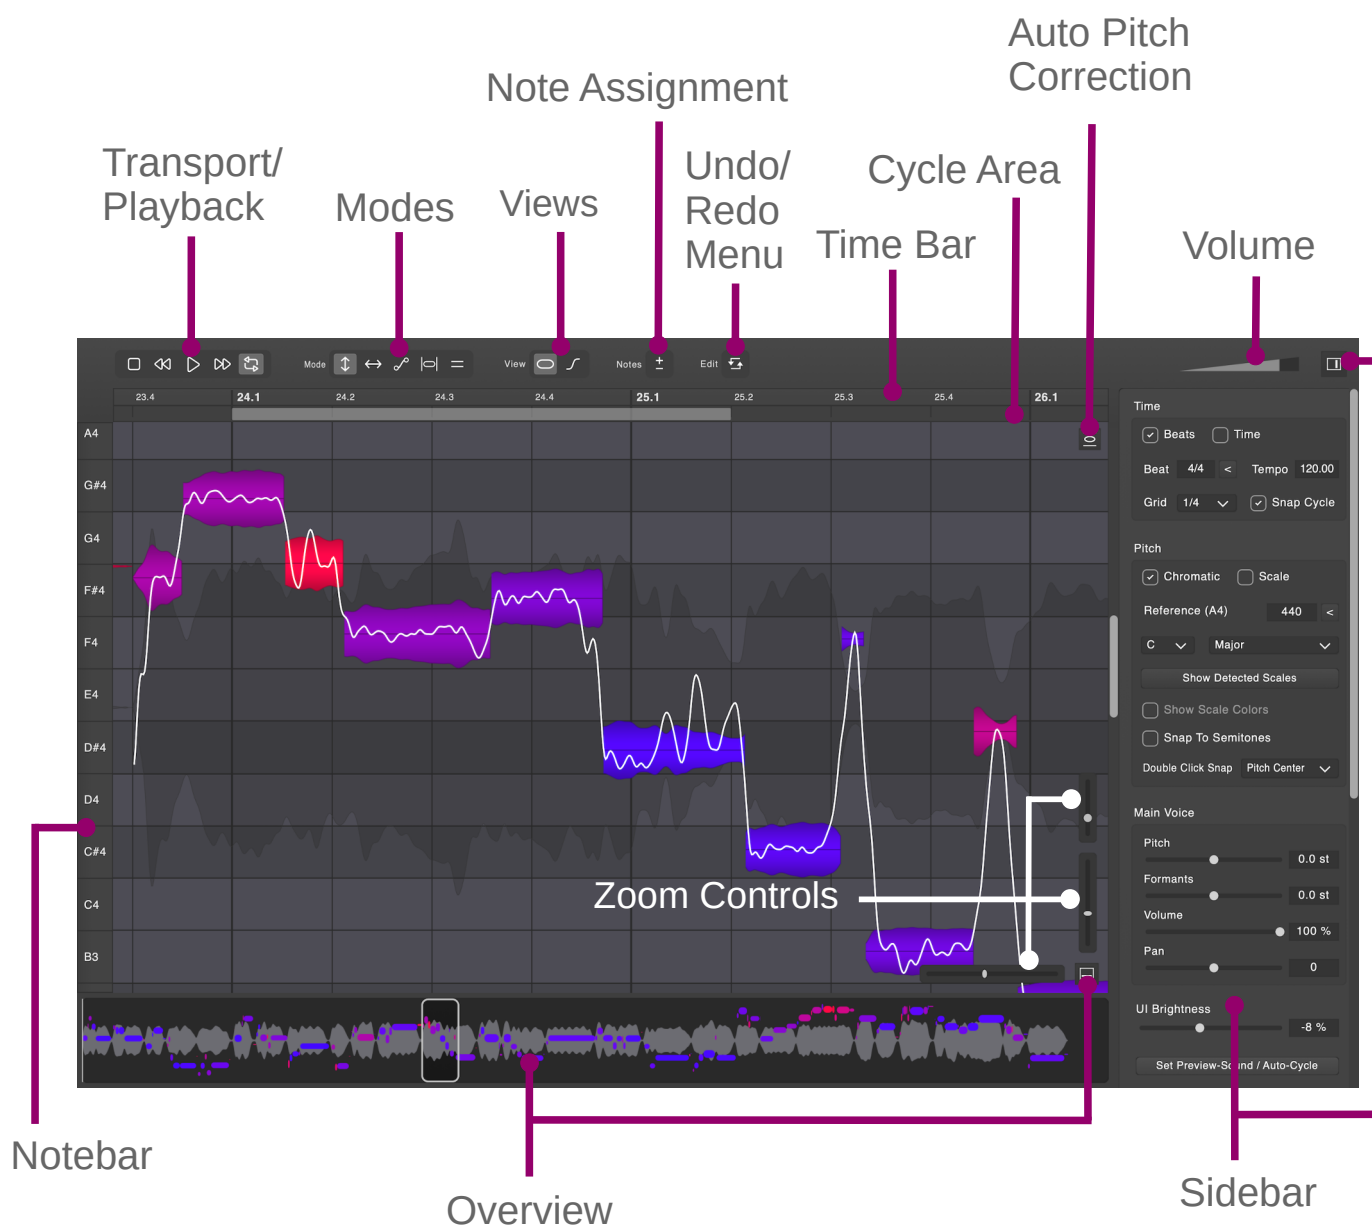 Auto Pitch
Correction
Note Assignment
Transport/
Playback
Modes
Views
Undo/
Redo
Menu
Cycle Area
Time Bar
Volume
Mode
View
Notes
Edit
23.4 24.1 24.2 24.3 24.4 25.1 25.2 25.3 25.4 26.1
A4
G#4
G4
F#4
F4
E4
D#4
D4
C#4
C4
B3
Zoom Controls
Time
Beats Time
Beat 4/4 < Tempo 120.00
Grid 1/4 Snap Cycle
Pitch
Chromatic Scale
Reference (A4) 440 <
C Major
Show Detected Scales
Show Scale Colors
Snap To Semitones
Double Click Snap Pitch Center
Main Voice
Pitch
0.0 st
Formants
0.0 st
Volume
100 %
Pan
0
UI Brightness
-8 %
Set Preview-Sound / Auto-Cycle
Notebar
Overview
Sidebar